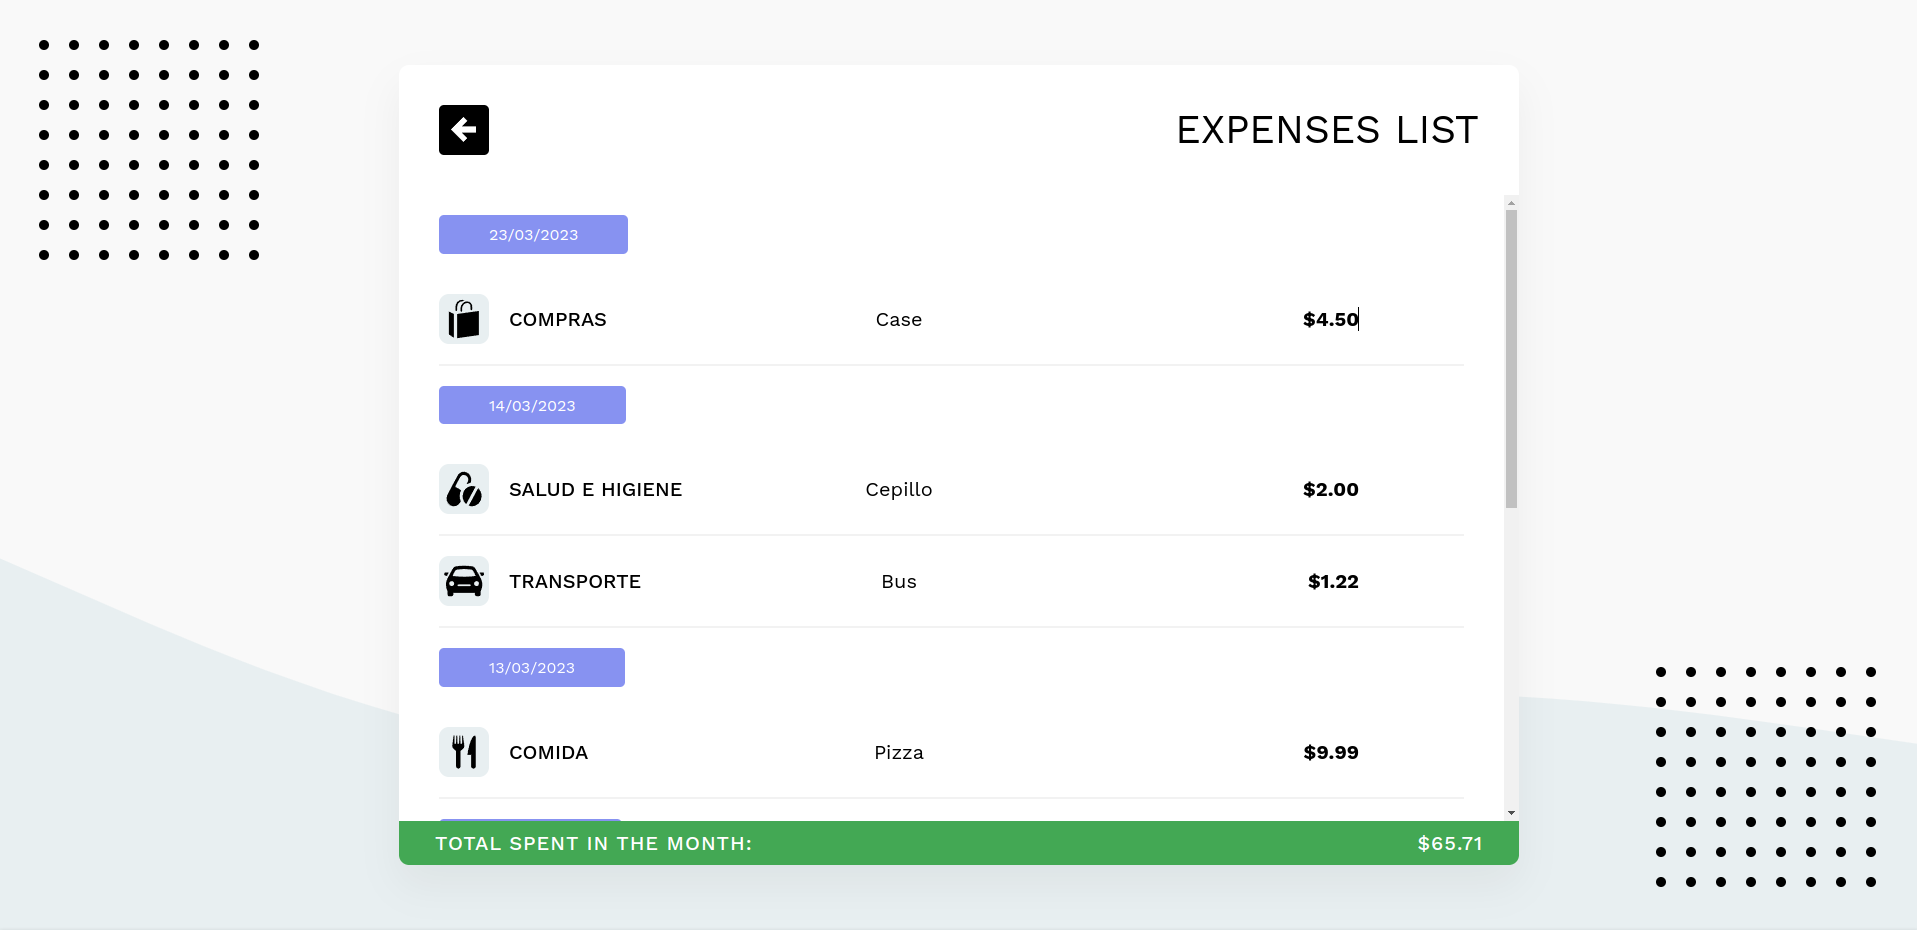 EXPENSES LIST
23/03/2023
COMPRAS Case $4.50
14/03/2023
SALUD E HIGIENE Cepillo $2.00
TRANSPORTE Bus $1.22
13/03/2023
COMIDA Pizza $9.99
TOTAL SPENT IN THE MONTH: $65.71